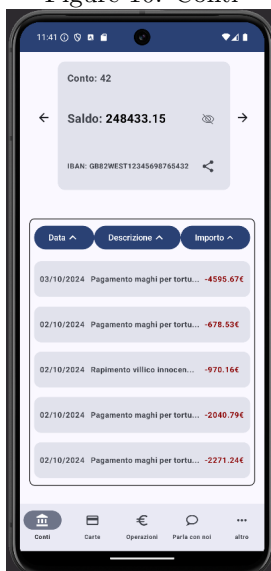 Figure 10: Conti
11:41
Conto: 42
Saldo: 248433.15
IBAN: GB82WEST12345698765432
Data Descrizione Importo
03/10/2024 Pagamento maghi per tortu... -4595.67€
02/10/2024 Pagamento maghi per tortu... -678.53€
02/10/2024 Rapimento villico innocen... -970.16€
02/10/2024 Pagamento maghi per tortu... -2040.79€
02/10/2024 Pagamento maghi per tortu... -2271.24€
Conti Carte Operazioni Parla con noi altro